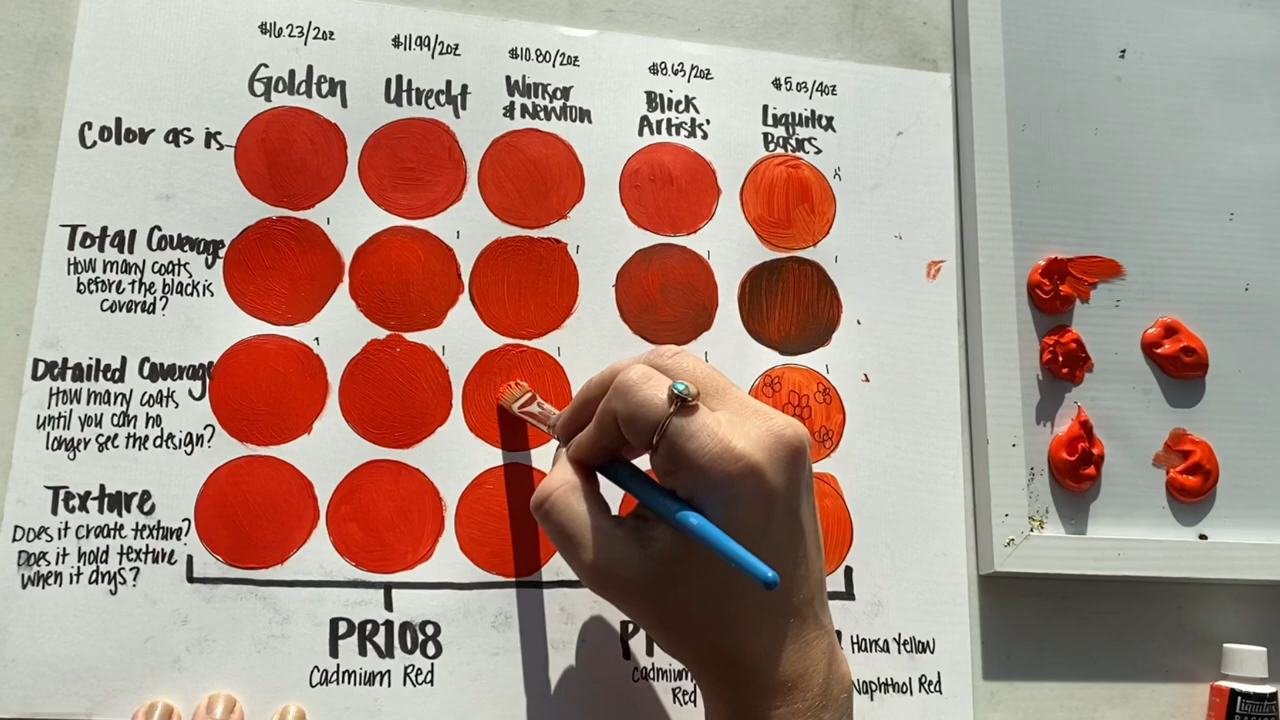 $16.23/2oz
$11.99/2oz
$10.80/2oz
$8.63/2oz
$5.03/4oz
Golden
Utrecht
Winsor
& Newton
Blick
Artists'
Liquitex
Basics
Color as is
Total Coverage
How many coats
before the black is
covered?
Detailed Coverage
How many coats
until you can no
longer see the design?
Texture
Does it create texture?
Does it hold texture
when it drys?
PR108
Cadmium Red
Cadmium
Red
Hansa Yellow
Naphthol Red
Liquitex